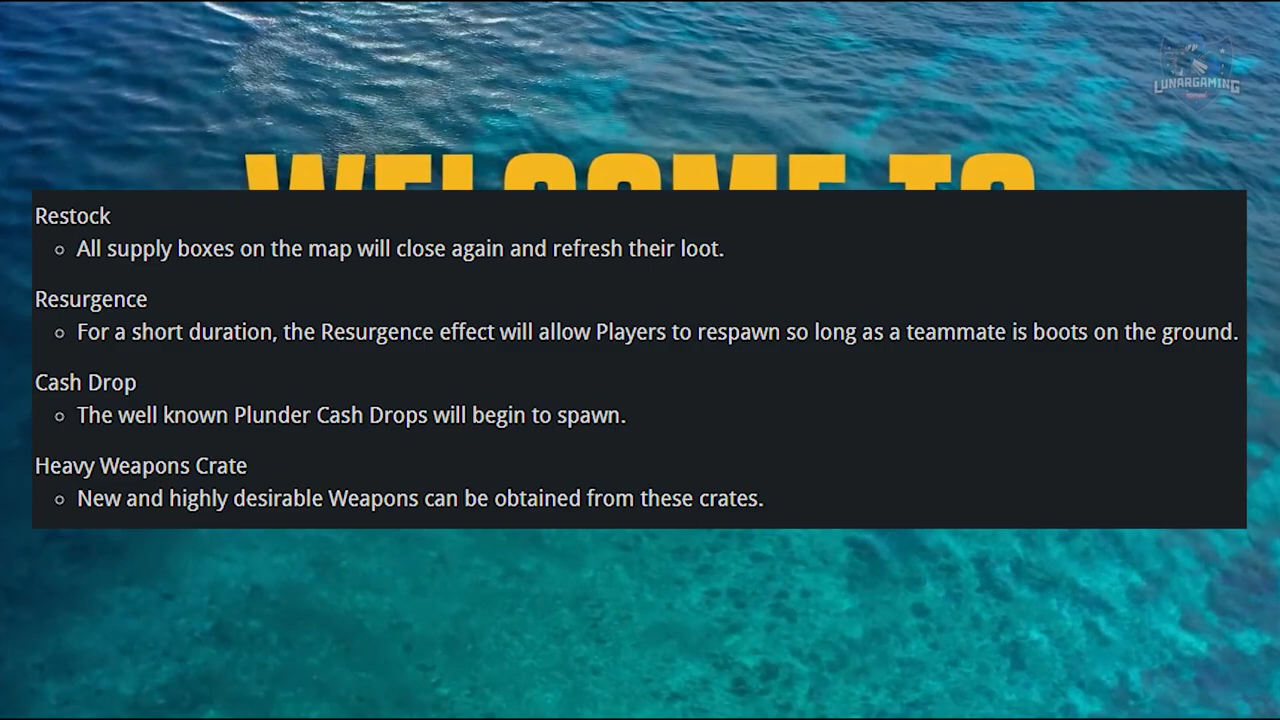 LUNARGAMING
WELCOME TO
Restock
All supply boxes on the map will close again and refresh their loot.
Resurgence
For a short duration, the Resurgence effect will allow Players to respawn so long as a teammate is boots on the ground.
Cash Drop
The well known Plunder Cash Drops will begin to spawn.
Heavy Weapons Crate
New and highly desirable Weapons can be obtained from these crates.